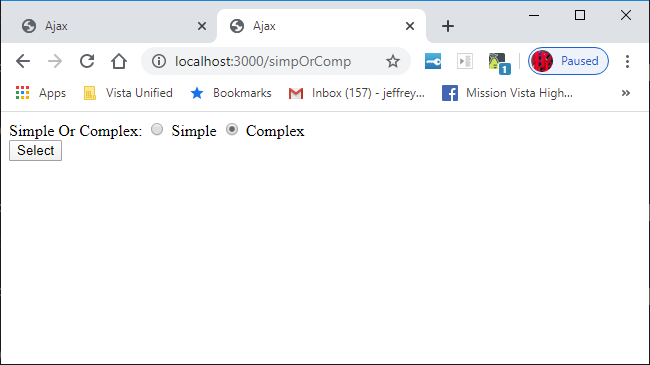 Ajax
Ajax
localhost:3000/simpOrComp
1
Paused
Apps Vista Unified Bookmarks Inbox (157) - jeffrey... Mission Vista High... »
Simple Or Complex: Simple Complex
Select